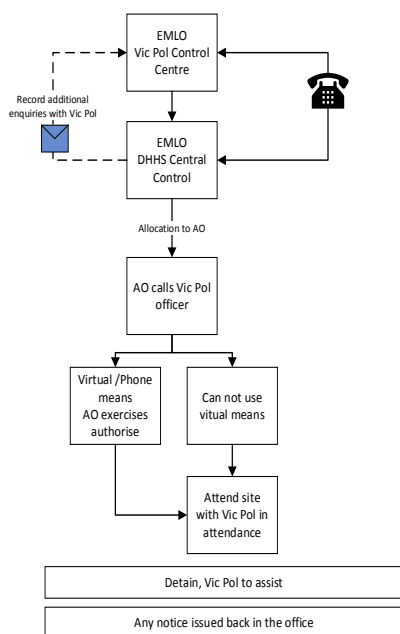 EMLO
Vic Pol Control
Centre
Record additional
enquiries with Vic Pol
EMLO
DHHS Central
Control
Allocation to AO
AO calls Vic Pol
officer
Virtual /Phone
means
AO exercises
authorise
Can not use
vitual means
Attend site
with Vic Pol in
attendance
Detain, Vic Pol to assist
Any notice issued back in the office